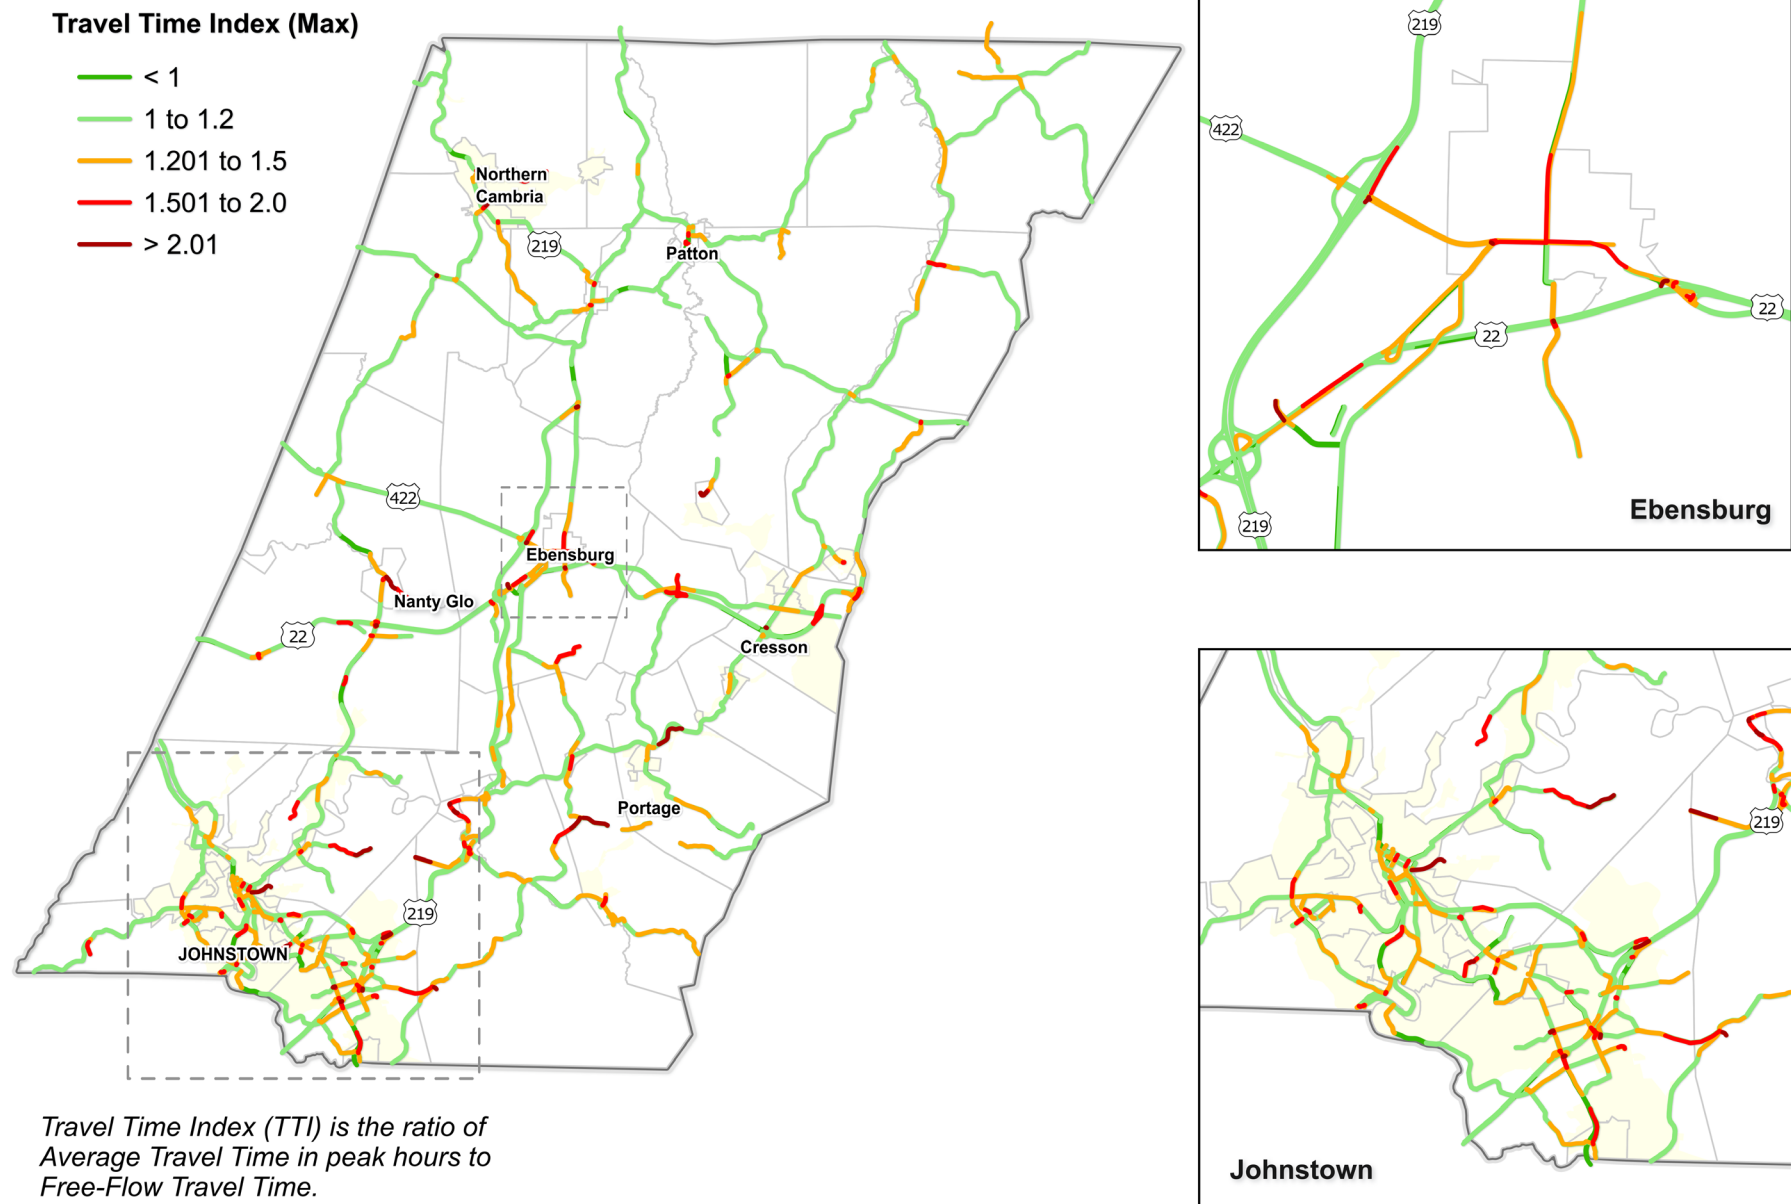 Travel Time Index (Max)
< 1
1 to 1.2
1.201 to 1.5
1.501 to 2.0
> 2.01
Northern
Cambria
219
Patton
422
Ebensburg
Nanty Glo
22
Cresson
Portage
219
JOHNSTOWN
Travel Time Index (TTI) is the ratio of
Average Travel Time in peak hours to
Free-Flow Travel Time.
219
422
22
22
219
Ebensburg
219
Johnstown